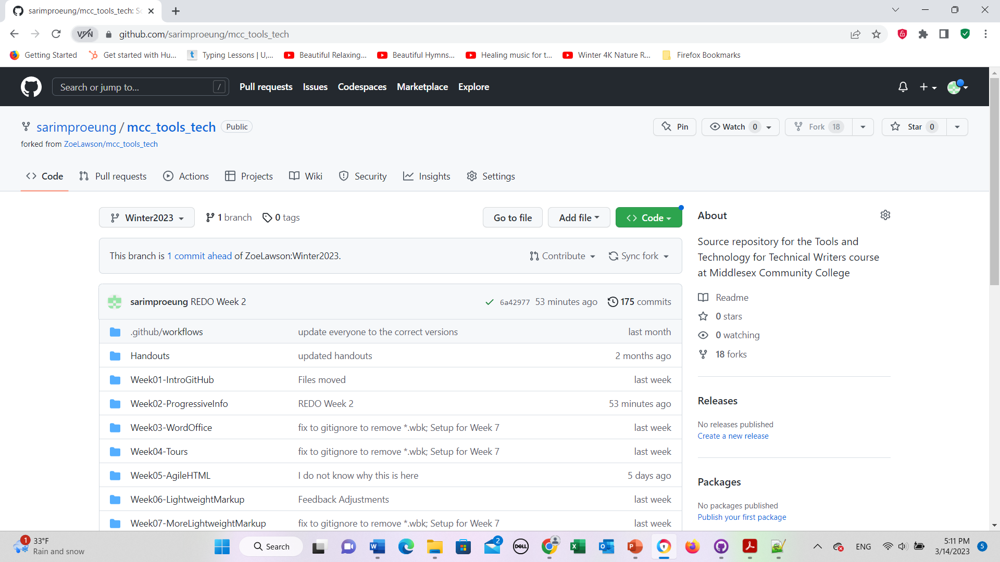 sarimproeung/mcc_tools_tech: So
VPN
github.com/sarimproeung/mcc_tools_tech
Getting Started
Get started with Hu...
Typing Lessons | U,...
Beautiful Relaxing...
Beautiful Hymns...
Healing music for t...
Winter 4K Nature R...
Firefox Bookmarks
Search or jump to...
/
Pull requests
Issues
Codespaces
Marketplace
Explore
sarimproeung / mcc_tools_tech
Public
Pin
Watch 0
Fork 18
Star 0
forked from ZoeLawson/mcc_tools_tech
Code
Pull requests
Actions
Projects
Wiki
Security
Insights
Settings
Winter2023
1 branch
0 tags
Go to file
Add file
Code
This branch is 1 commit ahead of ZoeLawson:Winter2023.
Contribute
Sync fork
sarimproeung REDO Week 2
6a42977 53 minutes ago
175 commits
.github/workflows
update everyone to the correct versions
last month
Handouts
updated handouts
2 months ago
Week01-IntroGitHub
Files moved
last week
Week02-ProgressiveInfo
REDO Week 2
53 minutes ago
Week03-WordOffice
fix to gitignore to remove *.wbk; Setup for Week 7
last week
Week04-Tours
fix to gitignore to remove *.wbk; Setup for Week 7
last week
Week05-AgileHTML
I do not know why this is here
5 days ago
Week06-LightweightMarkup
Feedback Adjustments
last week
Week07-MoreLightweightMarkup
fix to gitignore to remove *.wbk; Setup for Week 7
last week
About
Source repository for the Tools and
Technology for Technical Writers course
at Middlesex Community College
Readme
0 stars
0 watching
18 forks
Releases
No releases published
Create a new release
Packages
No packages published
Publish your first package
1
33°F
Rain and snow
Search
2
DELL
ENG
5:11 PM
3/14/2023
5